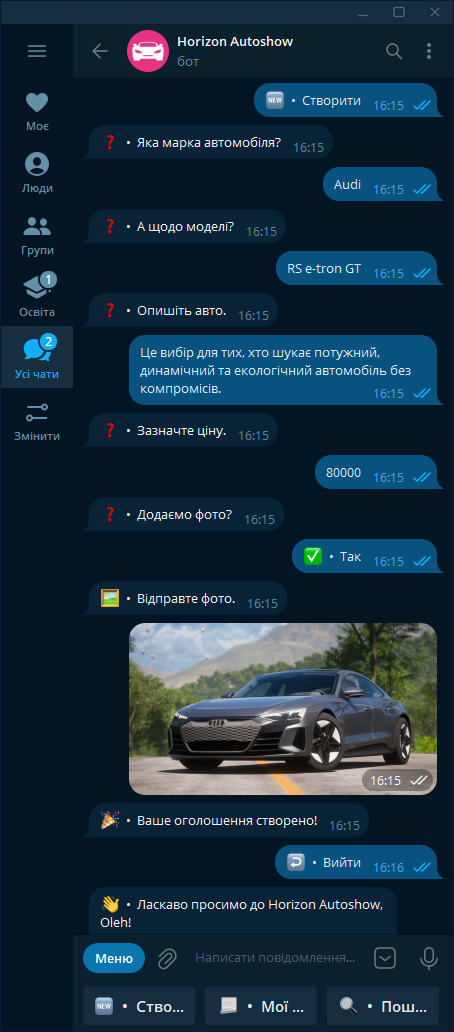 Horizon Autoshow
бот
Моє
Люди
Групи
1
Освіта
2
Усі чати
Змінити
NEW • Створити 16:15
❓ • Яка марка автомобіля? 16:15
Audi 16:15
❓ • А щодо моделі? 16:15
RS e-tron GT 16:15
❓ • Опишіть авто. 16:15
Це вибір для тих, хто шукає потужний,
динамічний та екологічний автомобіль без
компромісів. 16:15
❓ • Зазначте ціну. 16:15
80000 16:15
❓ • Додаємо фото? 16:15
✅ • Так 16:15
🖼️ • Відправте фото. 16:15
16:15
🎉 • Ваше оголошення створено! 16:15
↩️ • Вийти 16:16
👋 • Ласкаво просимо до Horizon Autoshow,
Oleh!
Меню
Написати повідомлення...
NEW • Ство...
• Мої ...
🔍 • Пош...